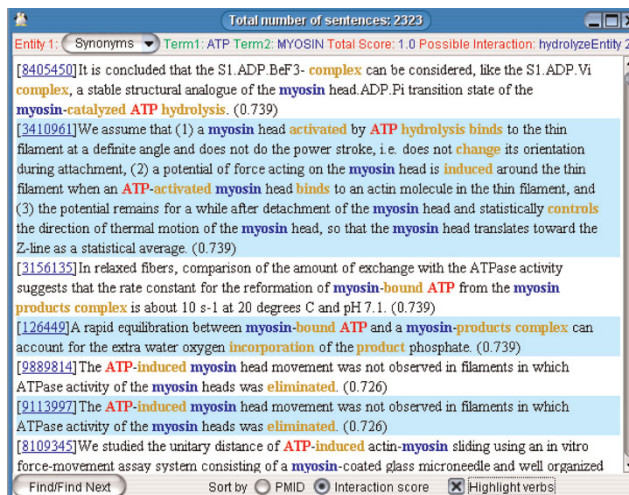 Total number of sentences: 2323
Entity 1: Synonyms Term1: ATP Term2: MYOSIN Total Score: 1.0 Possible Interaction: hydrolyzeEntity 2
[8405450]It is concluded that the S1.ADP.BeF3- complex can be considered, like the S1.ADP.Vi
complex, a stable structural analogue of the myosin head.ADP.Pi transition state of the
myosin-catalyzed ATP hydrolysis. (0.739)
[3410961]We assume that (1) a myosin head activated by ATP hydrolysis binds to the thin
filament at a definite angle and does not do the power stroke, i.e. does not change its orientation
during attachment, (2) a potential of force acting on the myosin head is induced around the thin
filament when an ATP-activated myosin head binds to an actin molecule in the thin filament, and
(3) the potential remains for a while after detachment of the myosin head and statistically controls
the direction of thermal motion of the myosin head, so that the myosin head translates toward the
Z-line as a statistical average. (0.739)
[3156135]In relaxed fibers, comparison of the amount of exchange with the ATPase activity
suggests that the rate constant for the reformation of myosin-bound ATP from the myosin
products complex is about 10 s-1 at 20 degrees C and pH 7.1. (0.739)
[126449]A rapid equilibration between myosin-bound ATP and a myosin-products complex can
account for the extra water oxygen incorporation of the product phosphate. (0.739)
[9889814]The ATP-induced myosin head movement was not observed in filaments in which
ATPase activity of the myosin heads was eliminated. (0.726)
[9113997]The ATP-induced myosin head movement was not observed in filaments in which
ATPase activity of the myosin heads was eliminated. (0.726)
[8109345]We studied the unitary distance of ATP-induced actin-myosin sliding using an in vitro
force-movement assay system consisting of a myosin-coated glass microneedle and well organized
Find/Find Next Sort by PMID Interaction score Highlight verbs